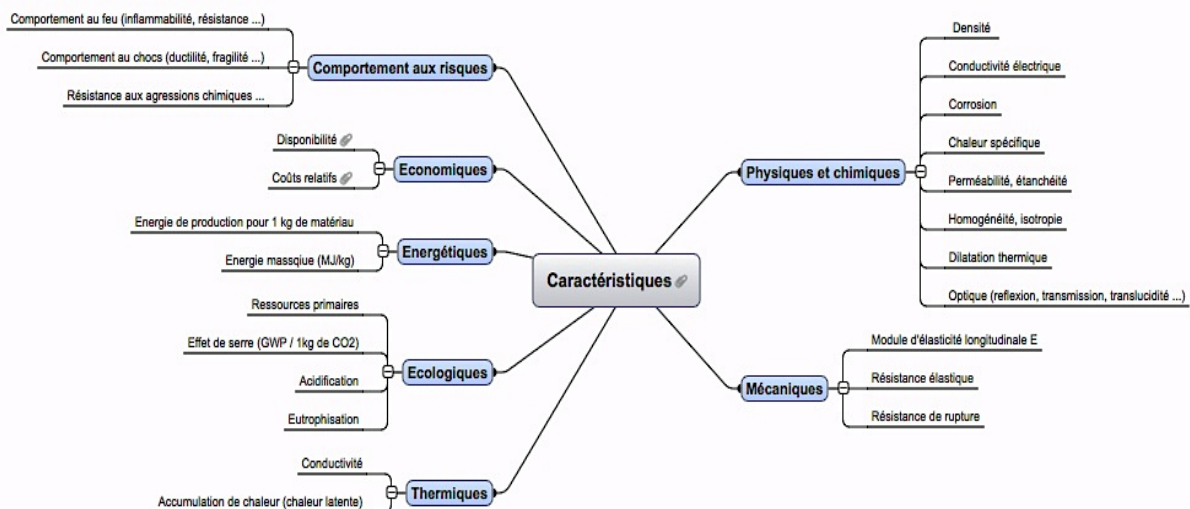 Comportement au feu (inflammabilité, résistance ...)
Comportement au chocs (ductilité, fragilité ...)
Résistance aux agressions chimiques ...
Comportement aux risques
Disponibilité
Coûts relatifs
Economiques
Energie de production pour 1 kg de matériau
Energie massqiue (MJ/kg)
Energétiques
Ressources primaires
Effet de serre (GWP / 1kg de CO2)
Acidification
Eutrophisation
Ecologiques
Conductivité
Accumulation de chaleur (chaleur latente)
Thermiques
Caractéristiques
Physiques et chimiques
Densité
Conductivité électrique
Corrosion
Chaleur spécifique
Perméabilité, étanchéité
Homogénéité, isotropie
Dilatation thermique
Optique (reflexion, transmission, translucidité ...)
Mécaniques
Module d'élasticité longitudinale E
Résistance élastique
Résistance de rupture